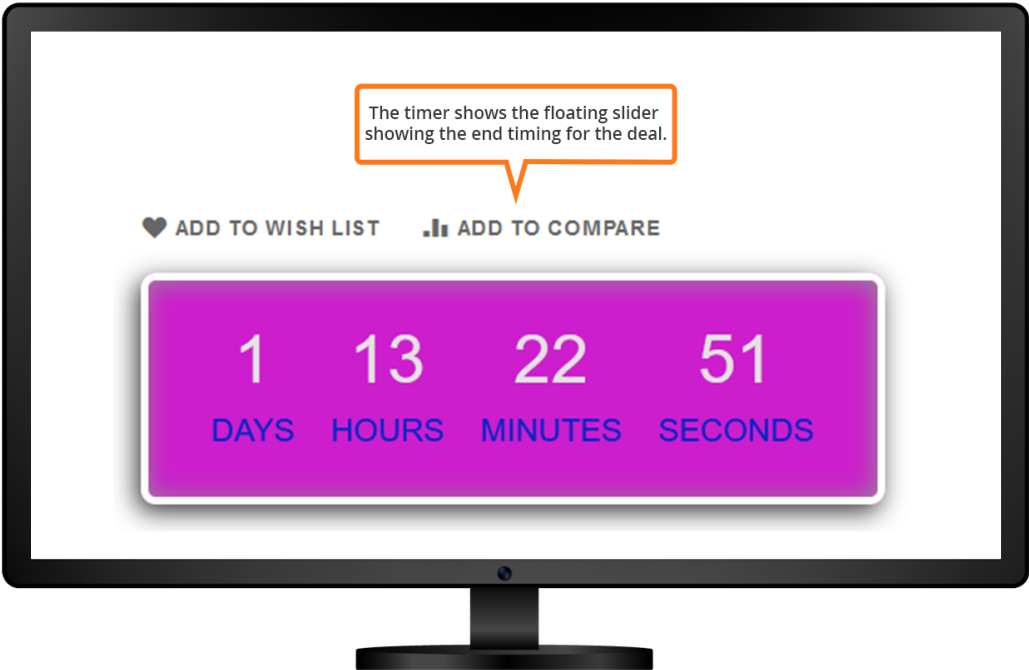 The timer shows the floating slider
showing the end timing for the deal.
ADD TO WISH LIST ADD TO COMPARE
1 13 22 51
DAYS HOURS MINUTES SECONDS